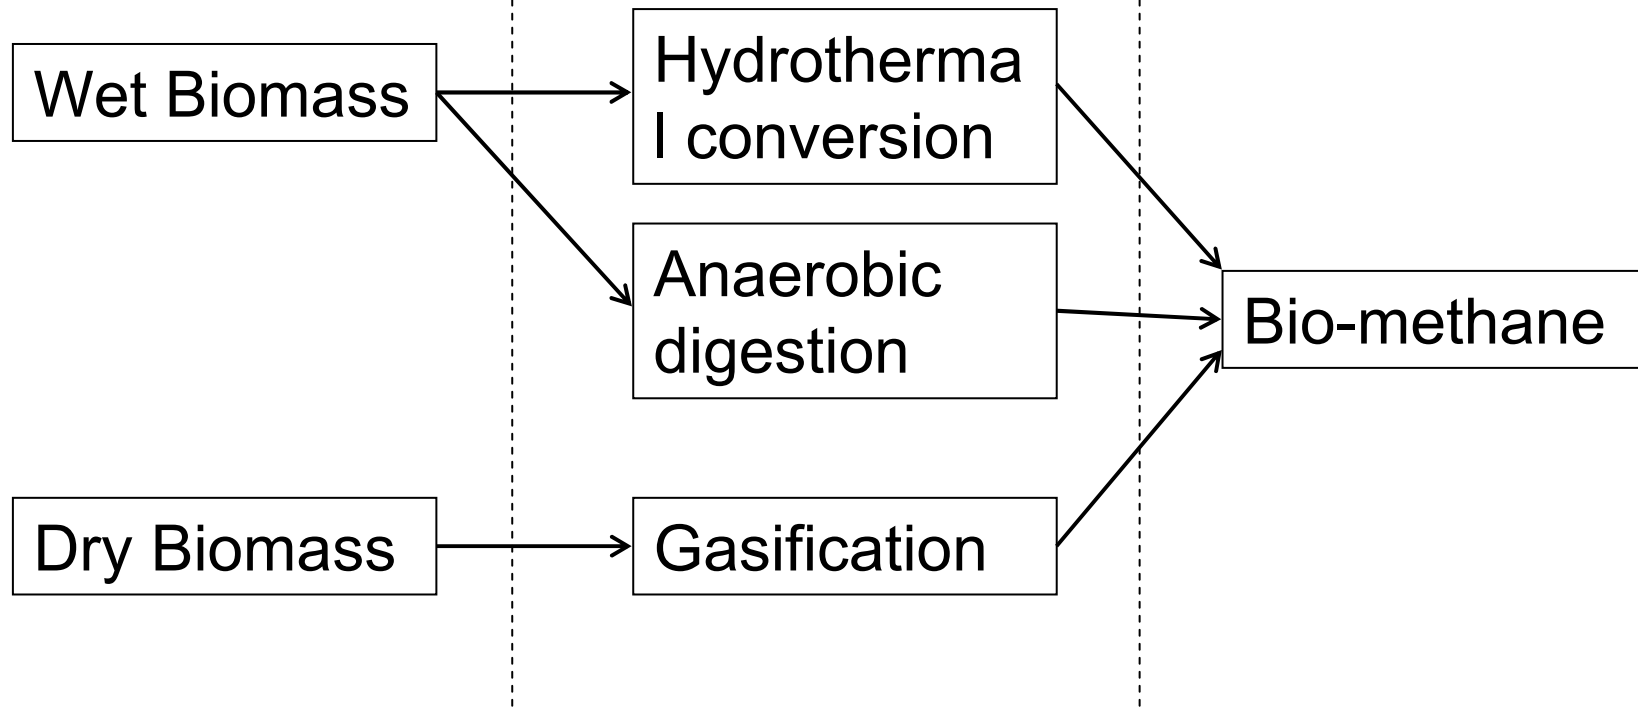 Wet Biomass
Hydrotherma
l conversion
Anaerobic
digestion
Bio-methane
Dry Biomass
Gasification